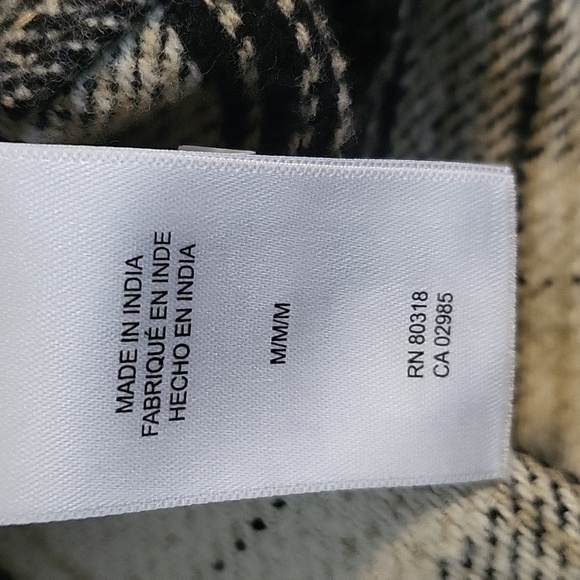 MADE IN INDIA
FABRIQUÉ EN INDE
HECHO EN INDIA
M/M/M
RN 80318
CA 02985